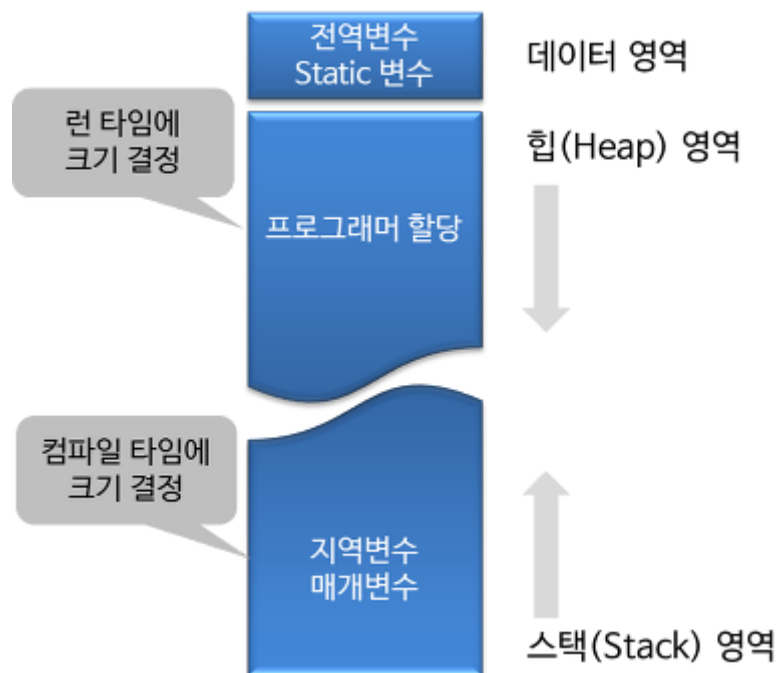 전역변수
Static 변수
데이터 영역
런 타임에
크기 결정
힙(Heap) 영역
프로그래머 할당
컴파일 타임에
크기 결정
지역변수
매개변수
스택(Stack) 영역